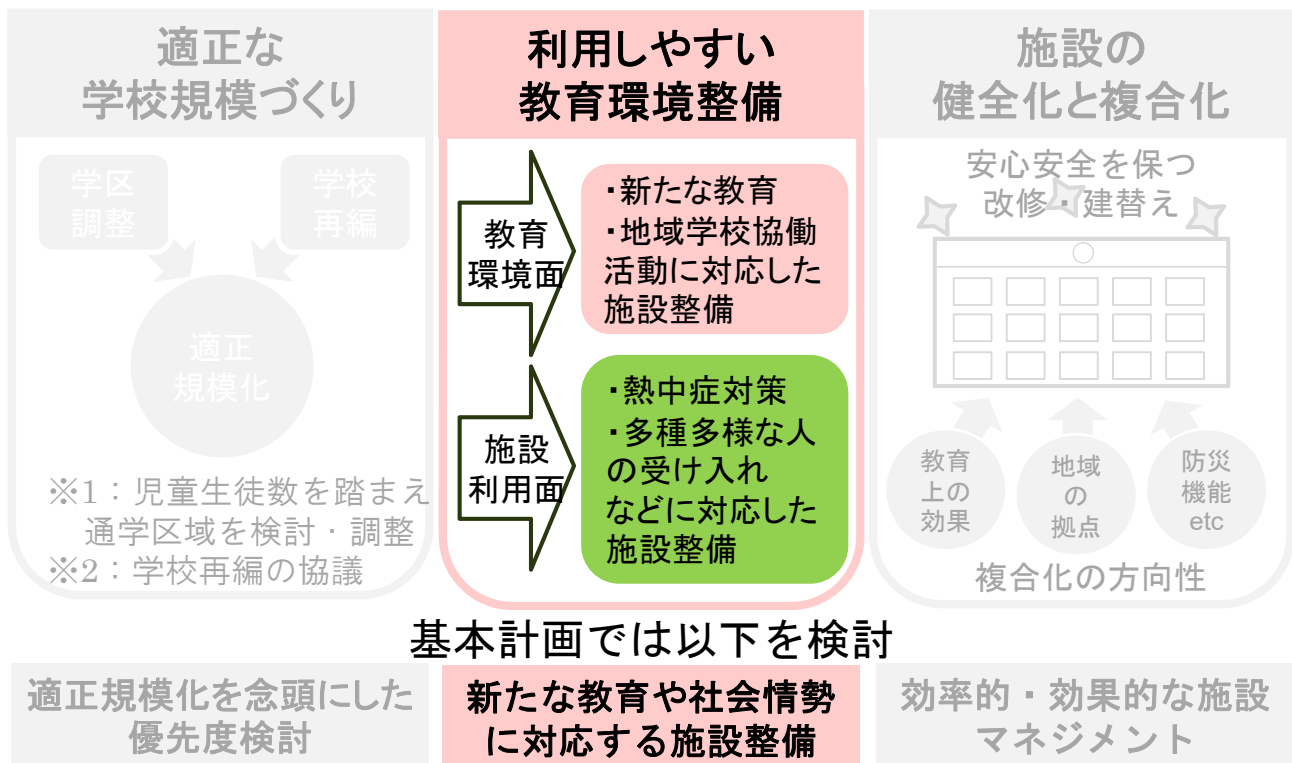 適正な
学校規模づくり
学区
調整
学校
再編
適正
規模化
※1：児童生徒数を踏まえ
通学区域を検討・調整
※2：学校再編の協議
利用しやすい
教育環境整備
教育
環境面
・新たな教育
・地域学校協働
活動に対応した
施設整備
施設
利用面
・熱中症対策
・多種多様な人
の受け入れ
などに対応した
施設整備
施設の
健全化と複合化
安心安全を保つ
改修・建替え
教育
上の
効果
地域
の
拠点
防災
機能
etc
複合化の方向性
基本計画では以下を検討
適正規模化を念頭にした
優先度検討
新たな教育や社会情勢
に対応する施設整備
効率的・効果的な施設
マネジメント